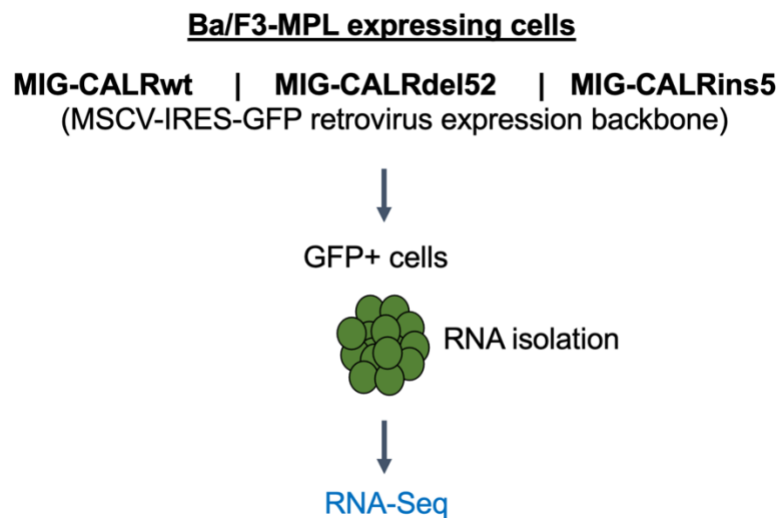 Ba/F3-MPL expressing cells
MIG-CALRwt | MIG-CALRdel52 | MIG-CALRins5
(MSCV-IRES-GFP retrovirus expression backbone)
GFP+ cells
RNA isolation
RNA-Seq